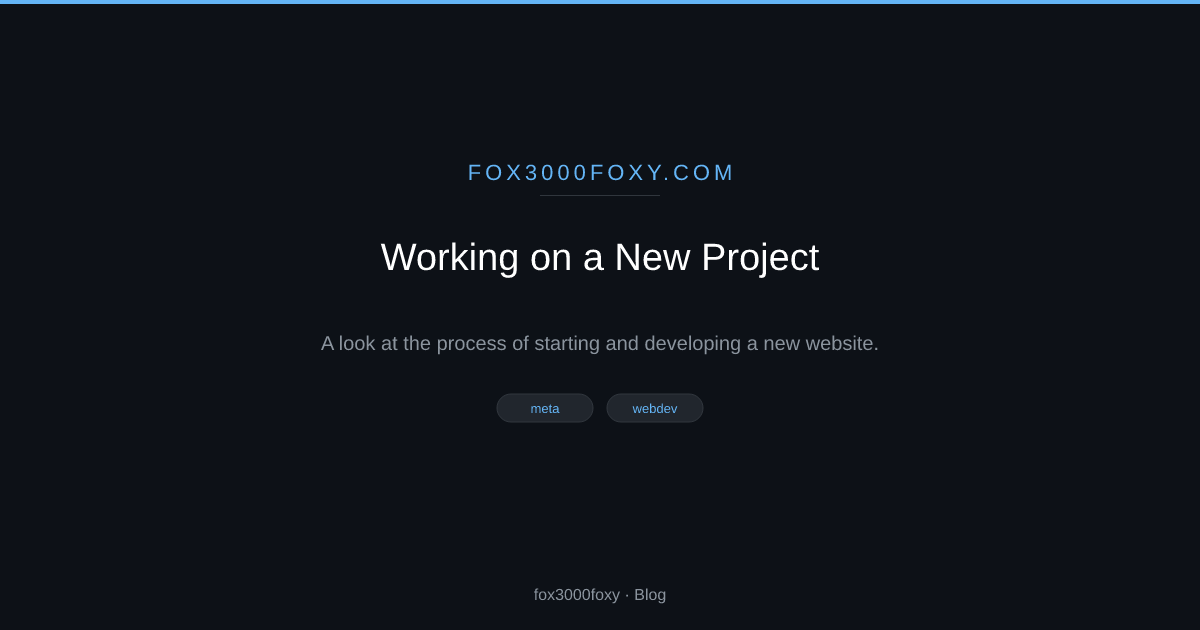 FOX3000FOXY.COM
Working on a New Project
A look at the process of starting and developing a new website.
meta webdev
fox3000foxy · Blog